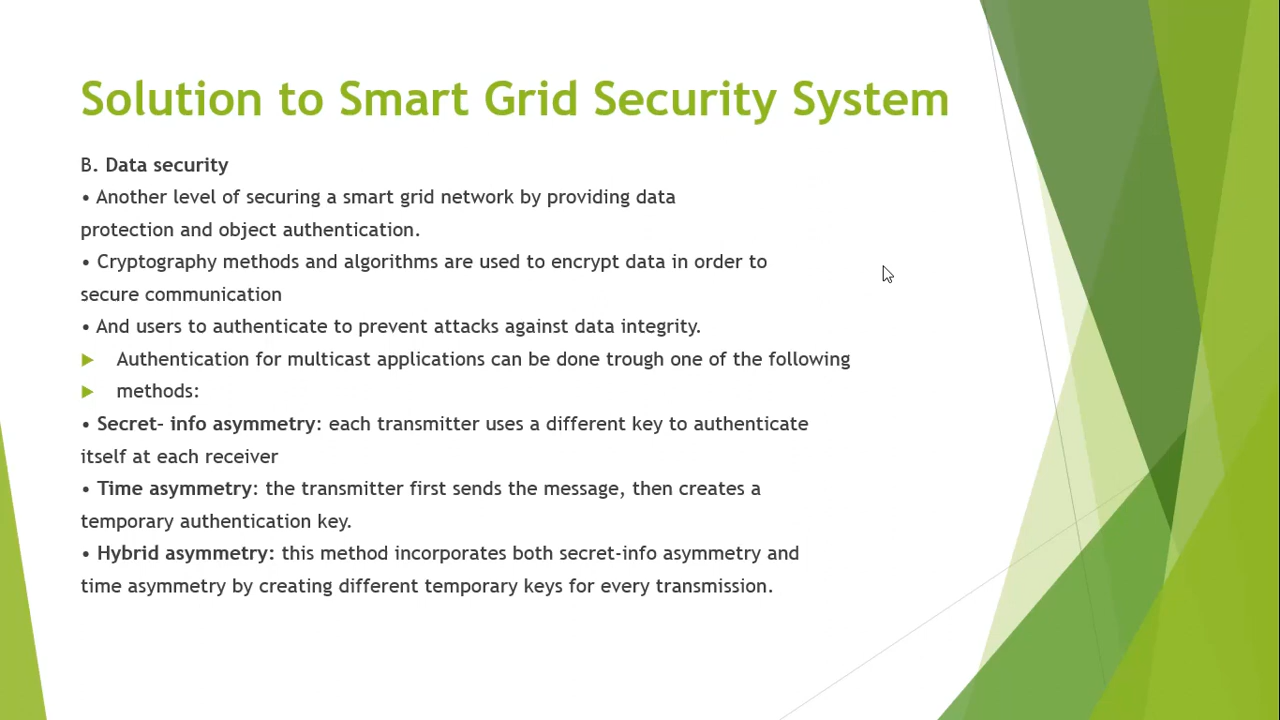 Solution to Smart Grid Security System
B. Data security
• Another level of securing a smart grid network by providing data
protection and object authentication.
• Cryptography methods and algorithms are used to encrypt data in order to
secure communication
• And users to authenticate to prevent attacks against data integrity.
Authentication for multicast applications can be done trough one of the following
methods:
• Secret- info asymmetry: each transmitter uses a different key to authenticate
itself at each receiver
• Time asymmetry: the transmitter first sends the message, then creates a
temporary authentication key.
• Hybrid asymmetry: this method incorporates both secret-info asymmetry and
time asymmetry by creating different temporary keys for every transmission.